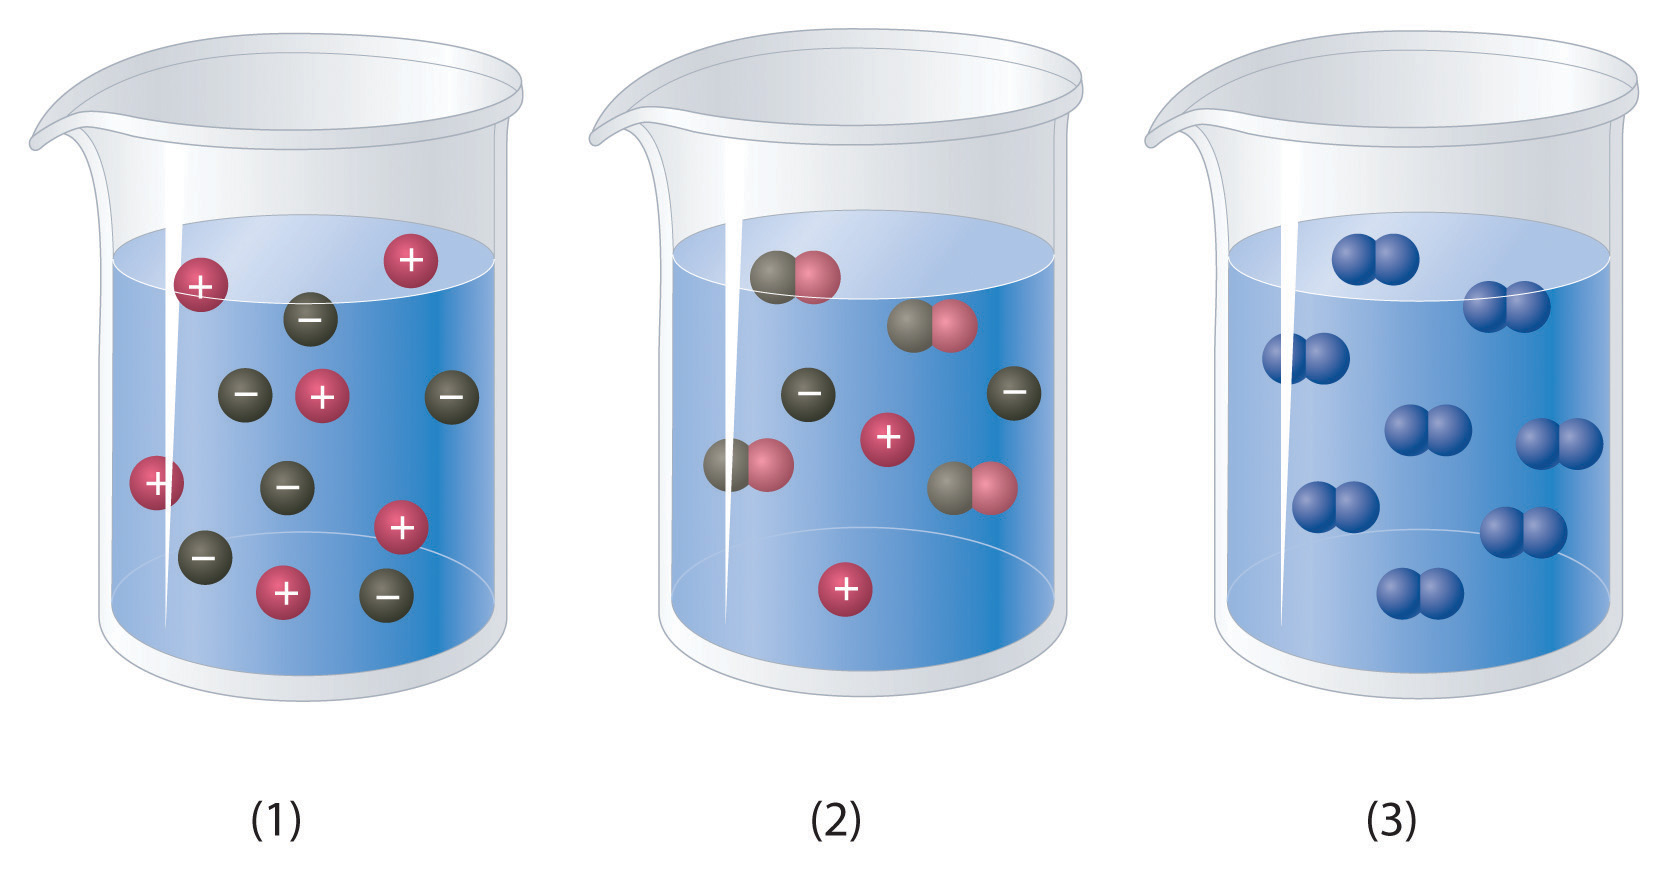 + + − − + − + − + − + −
− − + +
(1) (2) (3)